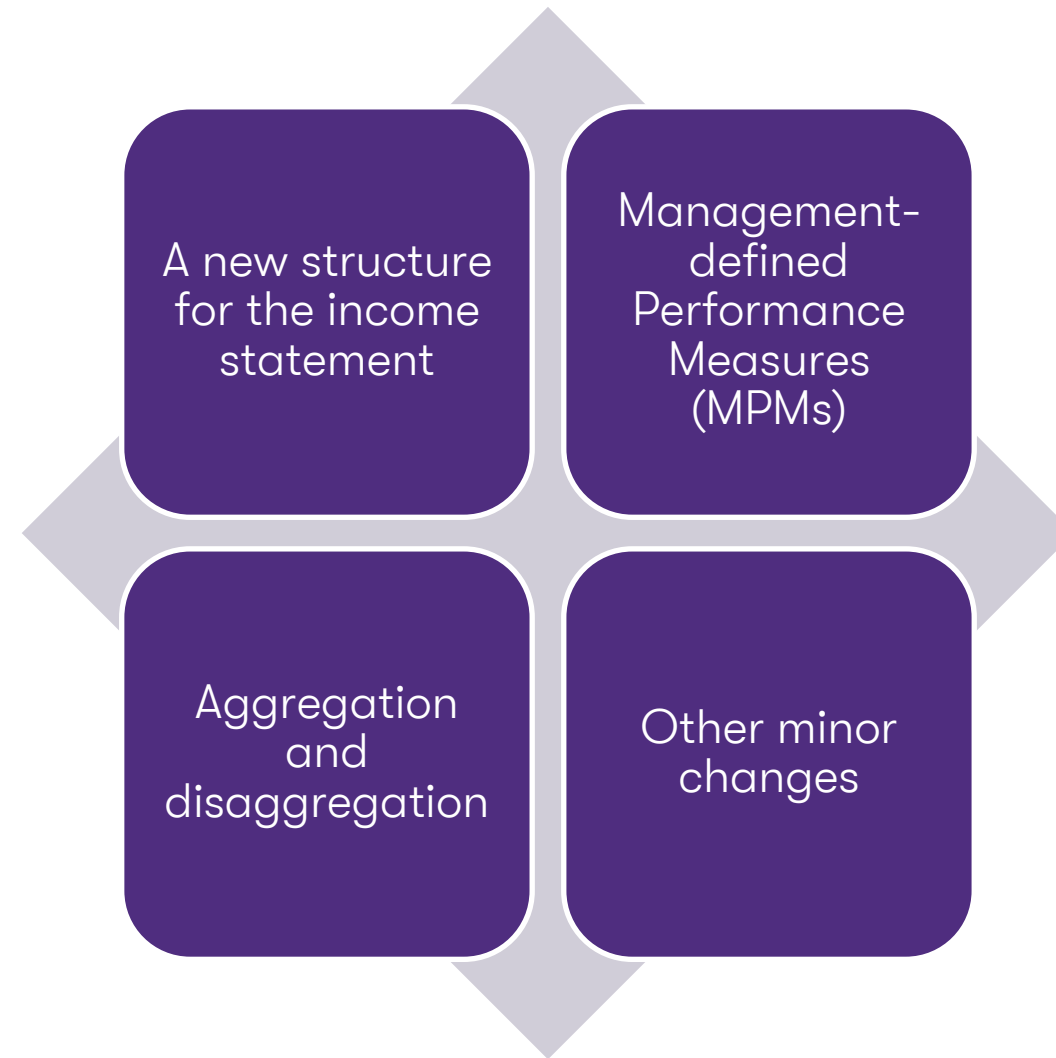 A new structure
for the income
statement
Management-
defined
Performance
Measures
(MPMs)
Aggregation
and
disaggregation
Other minor
changes